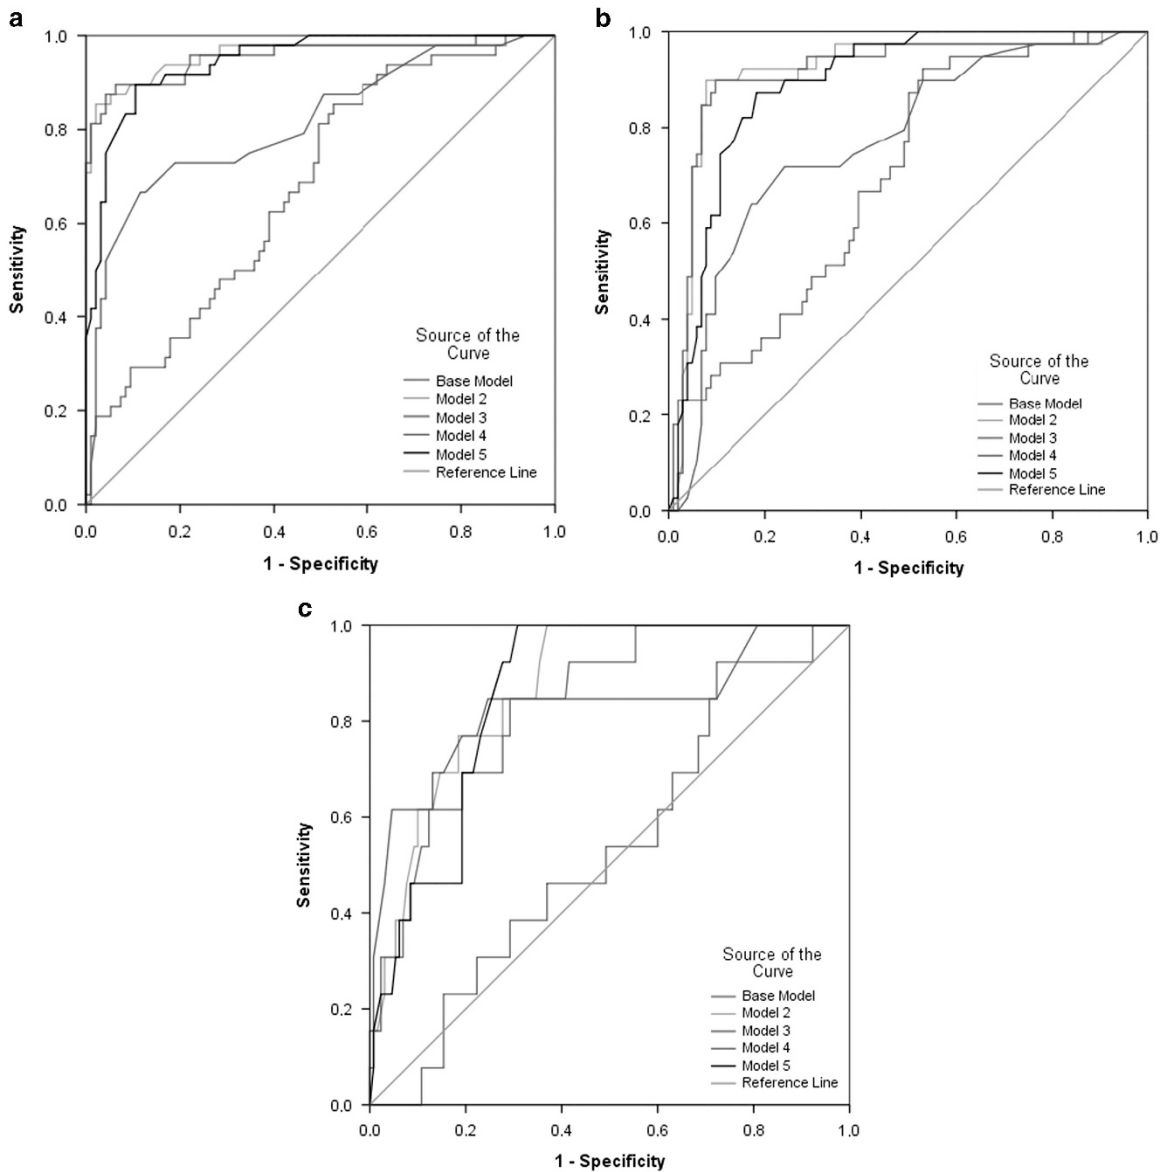 a
1.0
0.8
0.6
0.4
0.2
0.0
Sensitivity
Source of the
Curve
Base Model
Model 2
Model 3
Model 4
Model 5
Reference Line
0.0 0.2 0.4 0.6 0.8 1.0
1 - Specificity
b
1.0
0.8
0.6
0.4
0.2
0.0
Sensitivity
Source of the
Curve
Base Model
Model 2
Model 3
Model 4
Model 5
Reference Line
0.0 0.2 0.4 0.6 0.8 1.0
1 - Specificity
c
1.0
0.8
0.6
0.4
0.2
0.0
Sensitivity
Source of the
Curve
Base Model
Model 2
Model 3
Model 4
Model 5
Reference Line
0.0 0.2 0.4 0.6 0.8 1.0
1 - Specificity